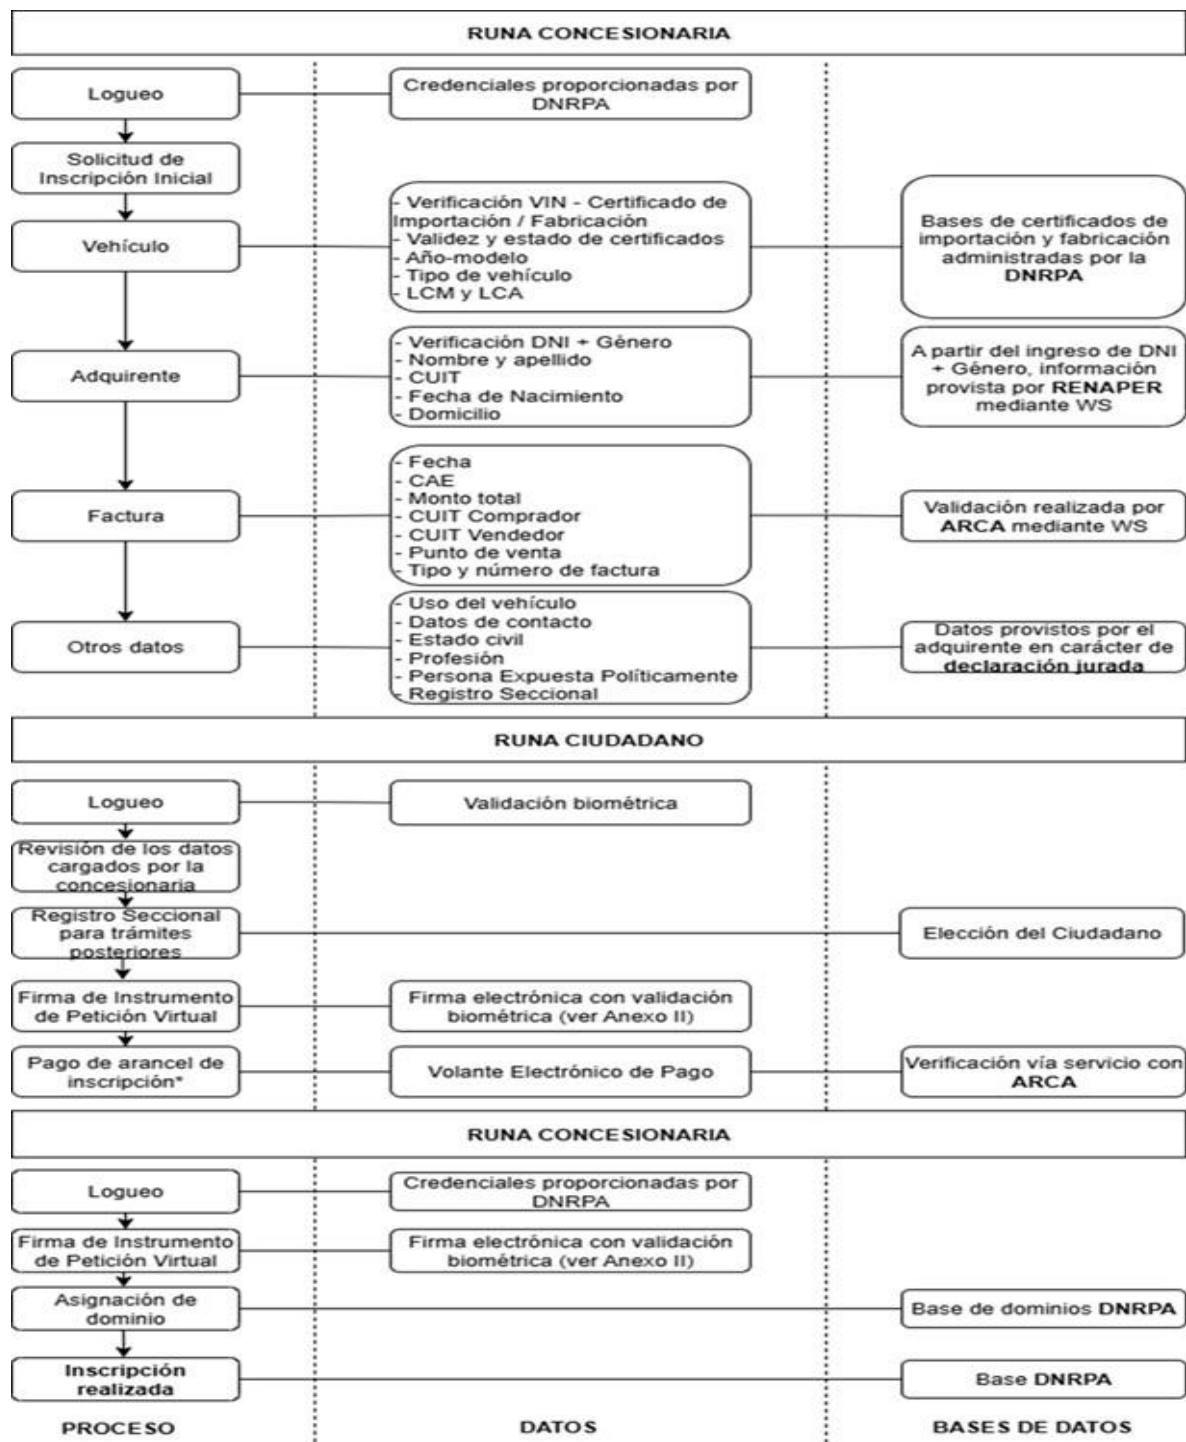 RUNA CONCESIONARIA
Logueo
Credenciales proporcionadas por
DNRPA
Solicitud de
Inscripción Inicial
Vehículo
- Verificación VIN - Certificado de
Importación / Fabricación
- Validez y estado de certificados
- Año-modelo
- Tipo de vehículo
- LCM y LCA
Bases de certificados de
importación y fabricación
administradas por la
DNRPA
Adquirente
- Verificación DNI + Género
- Nombre y apellido
- CUIT
- Fecha de Nacimiento
- Domicilio
A partir del ingreso de DNI
+ Género, información
provista por RENAPER
mediante WS
Factura
- Fecha
- CAE
- Monto total
- CUIT Comprador
- CUIT Vendedor
- Punto de venta
- Tipo y número de factura
Validación realizada por
ARCA mediante WS
Otros datos
- Uso del vehículo
- Datos de contacto
- Estado civil
- Profesión
- Persona Expuesta Políticamente
- Registro Seccional
Datos provistos por el
adquirente en carácter de
declaración jurada
RUNA CIUDADANO
Logueo
Validación biométrica
Revisión de los datos
cargados por la
concesionaria
Registro Seccional
para trámites
posteriores
Elección del Ciudadano
Firma de Instrumento
de Petición Virtual
Firma electrónica con validación
biométrica (ver Anexo II)
Pago de arancel de
inscripción*
Volante Electrónico de Pago
Verificación vía servicio con
ARCA
RUNA CONCESIONARIA
Logueo
Credenciales proporcionadas por
DNRPA
Firma de Instrumento
de Petición Virtual
Firma electrónica con validación
biométrica (ver Anexo II)
Asignación de
dominio
Base de dominios DNRPA
Inscripción
realizada
Base DNRPA
PROCESO
DATOS
BASES DE DATOS